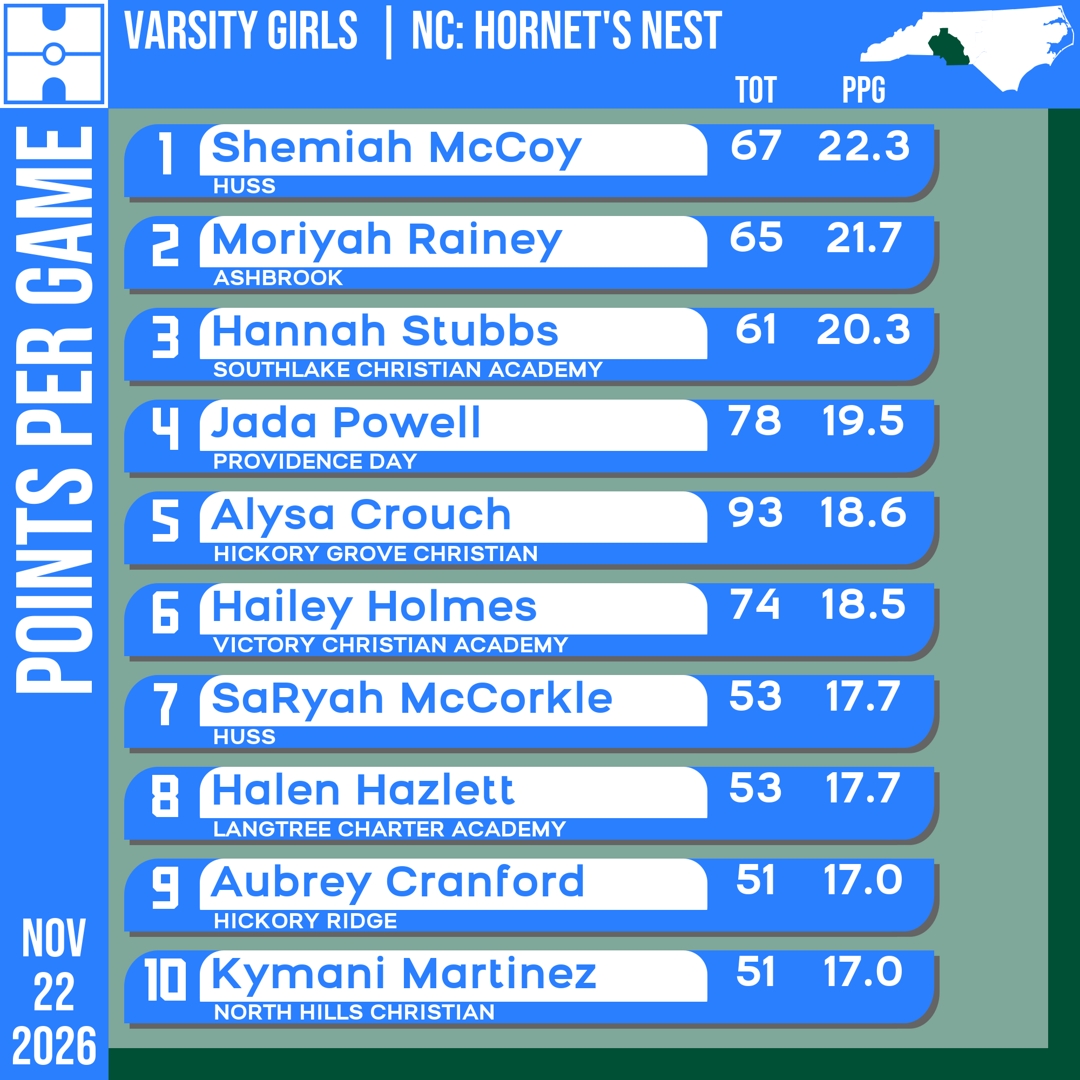 VARSITY GIRLS | NC: HORNET'S NEST
TOT PPG
POINTS PER GAME
1 Shemiah McCoy 67 22.3
HUSS
2 Moriyah Rainey 65 21.7
ASHBROOK
3 Hannah Stubbs 61 20.3
SOUTHLAKE CHRISTIAN ACADEMY
4 Jada Powell 78 19.5
PROVIDENCE DAY
5 Alysa Crouch 93 18.6
HICKORY GROVE CHRISTIAN
6 Hailey Holmes 74 18.5
VICTORY CHRISTIAN ACADEMY
7 SaRyah McCorkle 53 17.7
HUSS
8 Halen Hazlett 53 17.7
LANGTREE CHARTER ACADEMY
9 Aubrey Cranford 51 17.0
HICKORY RIDGE
10 Kymani Martinez 51 17.0
NORTH HILLS CHRISTIAN
NOV
22
2026